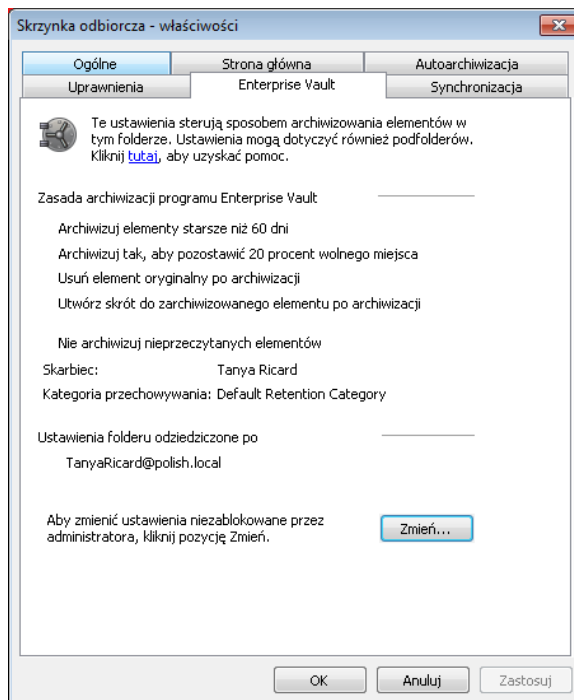 Skrzynka odbiorcza - właściwości
Ogólne
Strona główna
Autoarchiwizacja
Uprawnienia
Enterprise Vault
Synchronizacja
Te ustawienia sterują sposobem archiwizowania elementów w
tym folderze. Ustawienia mogą dotyczyć również podfolderów.
Kliknij tutaj, aby uzyskać pomoc.
Zasada archiwizacji programu Enterprise Vault
Archiwizuj elementy starsze niż 60 dni
Archiwizuj tak, aby pozostawić 20 procent wolnego miejsca
Usuń element oryginalny po archiwizacji
Utwórz skrót do zarchiwizowanego elementu po archiwizacji
Nie archiwizuj nieprzeczytanych elementów
Skarbiec: Tanya Ricard
Kategoria przechowywania: Default Retention Category
Ustawienia folderu odziedziczone po
TanyaRicard@polish.local
Aby zmienić ustawienia niezablokowane przez
administratora, kliknij pozycję Zmień.
Zmień...
OK
Anuluj
Zastosuj